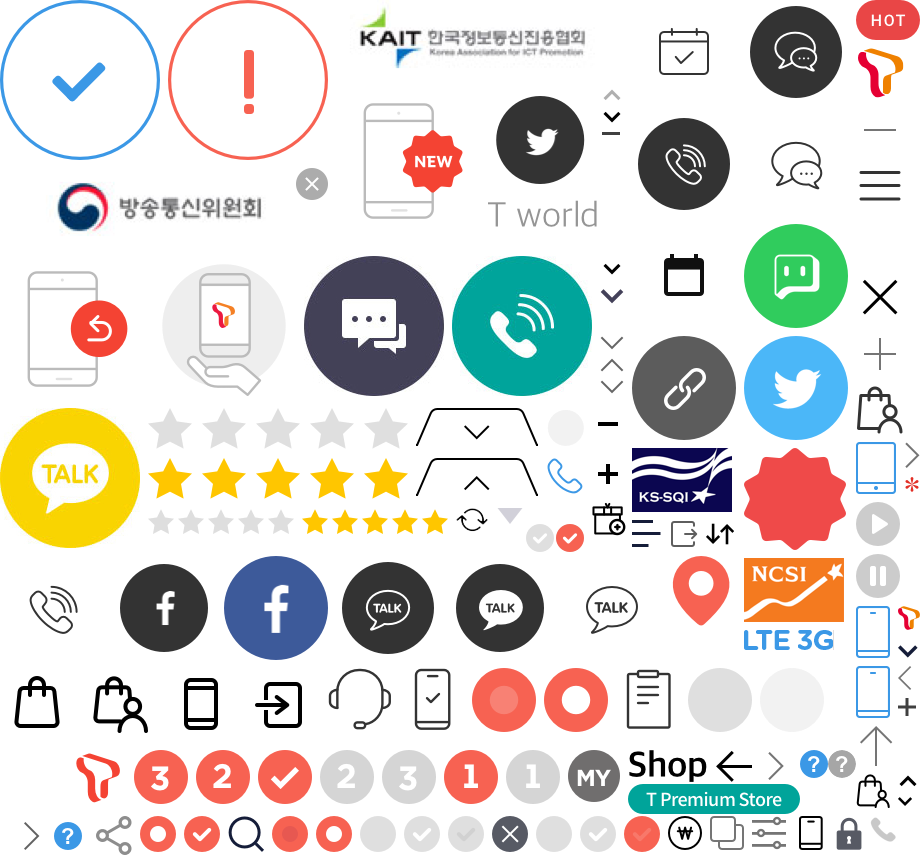 HOT
KAIT 한국정보통신진흥협회
Korea Association for ICT Promotion
NEW
방송통신위원회
T world
TALK
KS-SQI
NCSI
LTE 3G
f
f
TALK
TALK
TALK
3
2
2
3
1
1
MY
Shop
?
?
T Premium Store
?
₩